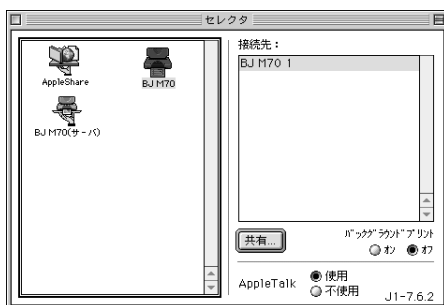 セレクタ
AppleShare
BJ M70
BJ M70(サーバ)
接続先：
BJ M70 1
共有...
バックグラウンドプリント
オン
オフ
AppleTalk
使用
不使用
J1-7.6.2